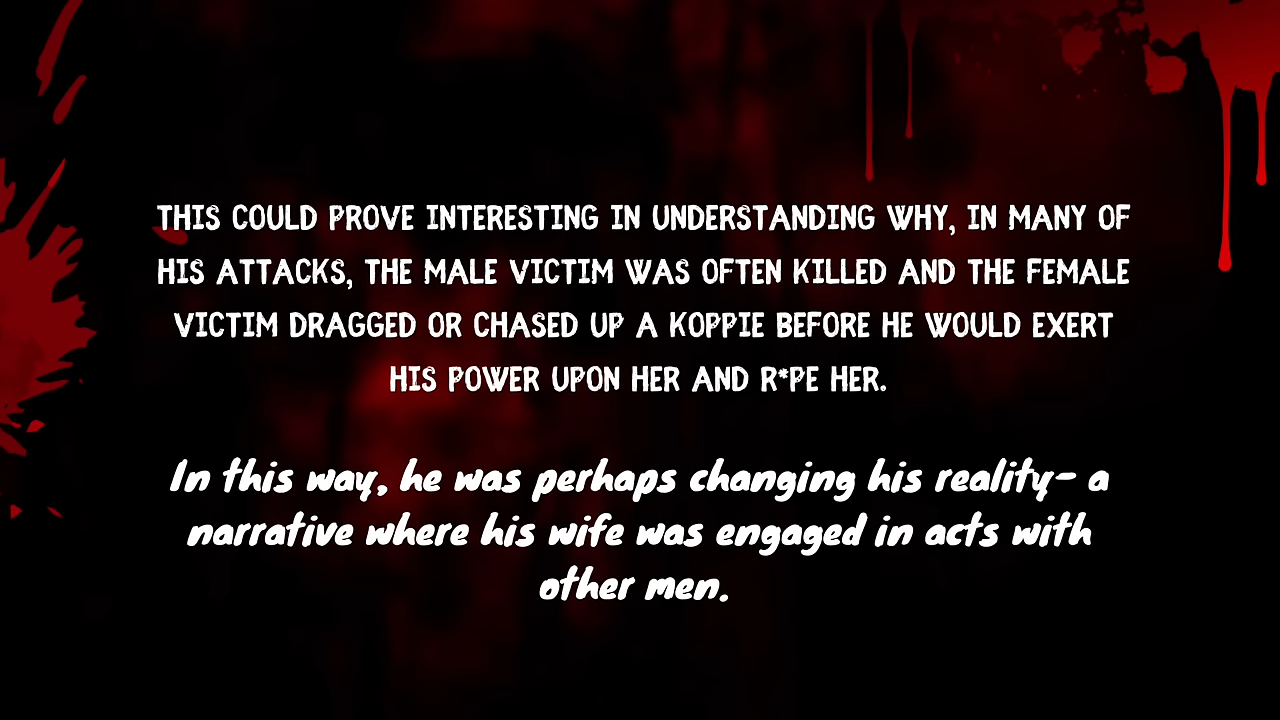 THIS COULD PROVE INTERESTING IN UNDERSTANDING WHY, IN MANY OF
HIS ATTACKS, THE MALE VICTIM WAS OFTEN KILLED AND THE FEMALE
VICTIM DRAGGED OR CHASED UP A KOPPIE BEFORE HE WOULD EXERT
HIS POWER UPON HER AND R*PE HER.
In this way, he was perhaps changing his reality- a
narrative where his wife was engaged in acts with
other men.